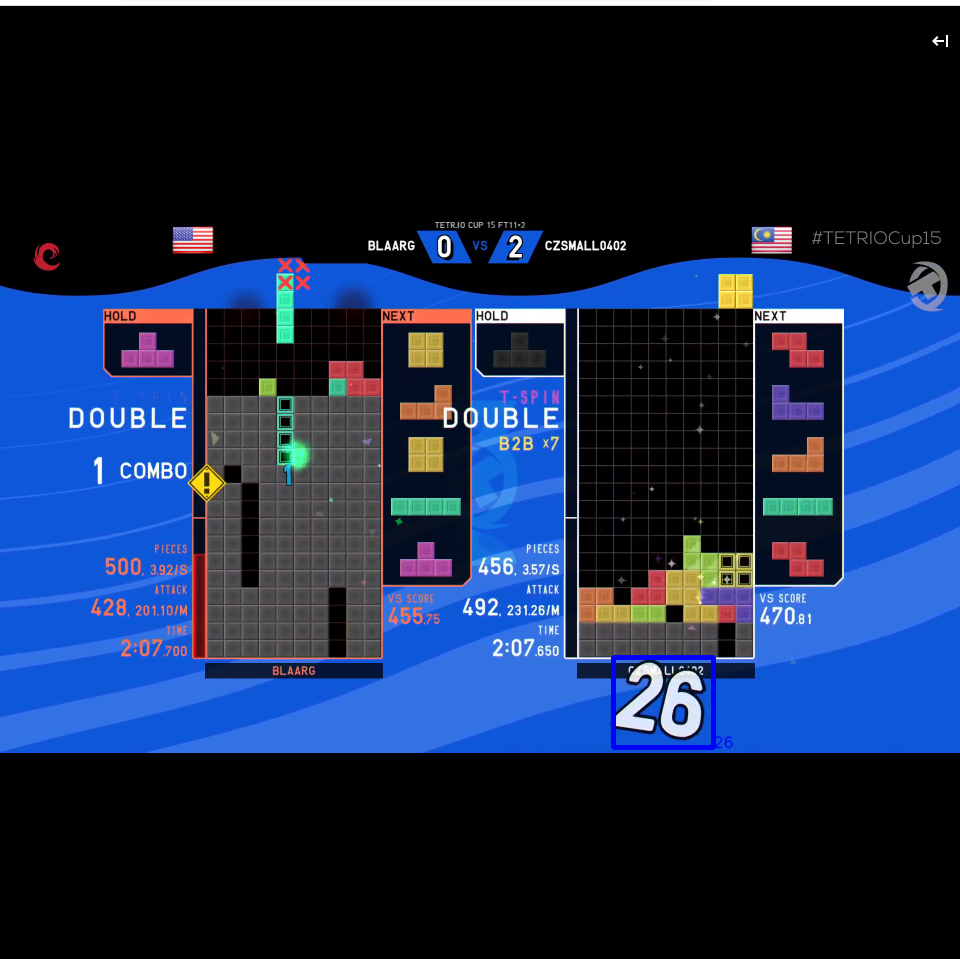 TETR.IO CUP 15 FT11-2
BLAARG 0 VS 2 CZSMALL0402
#TETRIOCup15
HOLD
NEXT
HOLD
NEXT
DOUBLE
1 COMBO
1
PIECES
500, 3.92/S
ATTACK
428, 201.10/M
TIME
2:07.700
VS SCORE
455.75
BLAARG
T-SPIN
DOUBLE
B2B x7
PIECES
456, 3.57/S
ATTACK
492, 231.26/M
TIME
2:07.650
VS SCORE
470.81
CZSMALL0402
26
26